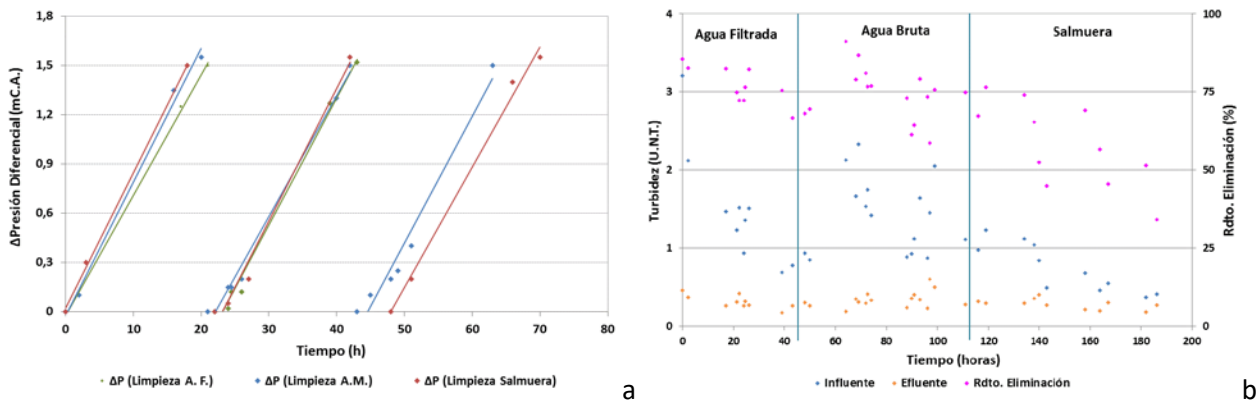 1,8
1,5
1,2
0,9
0,6
0,3
0
0 10 20 30 40 50 60 70 80
ΔPresión Diferencial (mC.A.)
Tiempo (h)
ΔP (Limpieza A. F.) ΔP (Limpieza A.M.) ΔP (Limpieza Salmuera)
a
Agua Filtrada Agua Bruta Salmuera
4
3
2
1
0
Turbidez (U.N.T.)
100
75
50
25
0
Rdto. Eliminación (%)
0 20 40 60 80 100 120 140 160 180 200
Tiempo (horas)
Influente Efluente Rdto. Eliminación
b